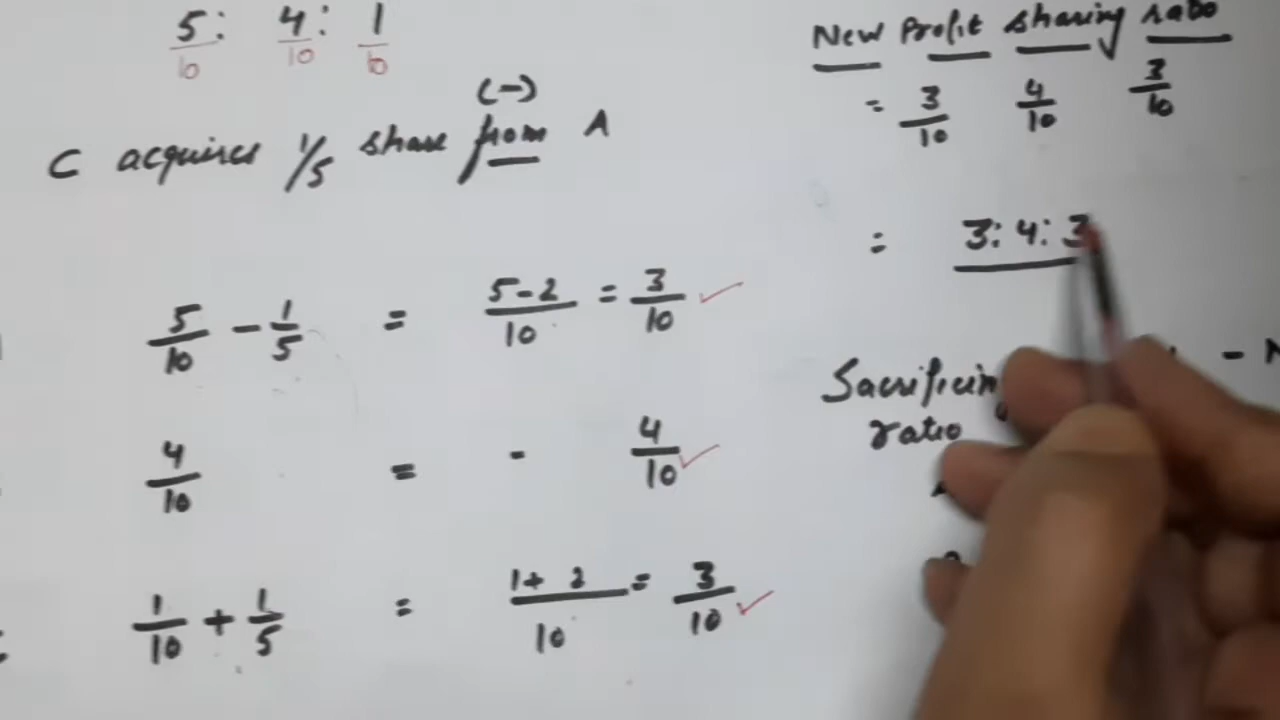 5/10 : 4/10 : 1/10
(-)
C acquires 1/5 share from A
5/10 - 1/5 = 5-2/10 = 3/10 ✓
4/10 = - 4/10 ✓
1/10 + 1/5 = 1+2/10 = 3/10 ✓
New Profit sharing ratio
= 3/10 4/10 3/10
= 3:4:3
Sacrificing -
ratio